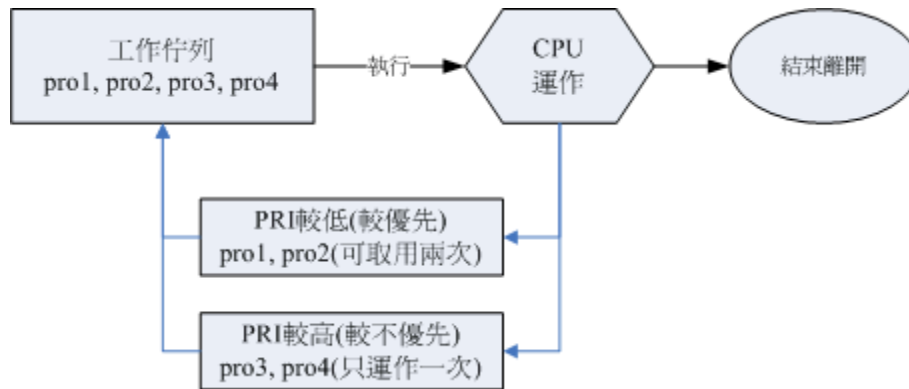 工作佇列
pro1, pro2, pro3, pro4
執行
CPU
運作
結束離開
PRI較低(較優先)
pro1, pro2(可取用兩次)
PRI較高(較不優先)
pro3, pro4(只運作一次)